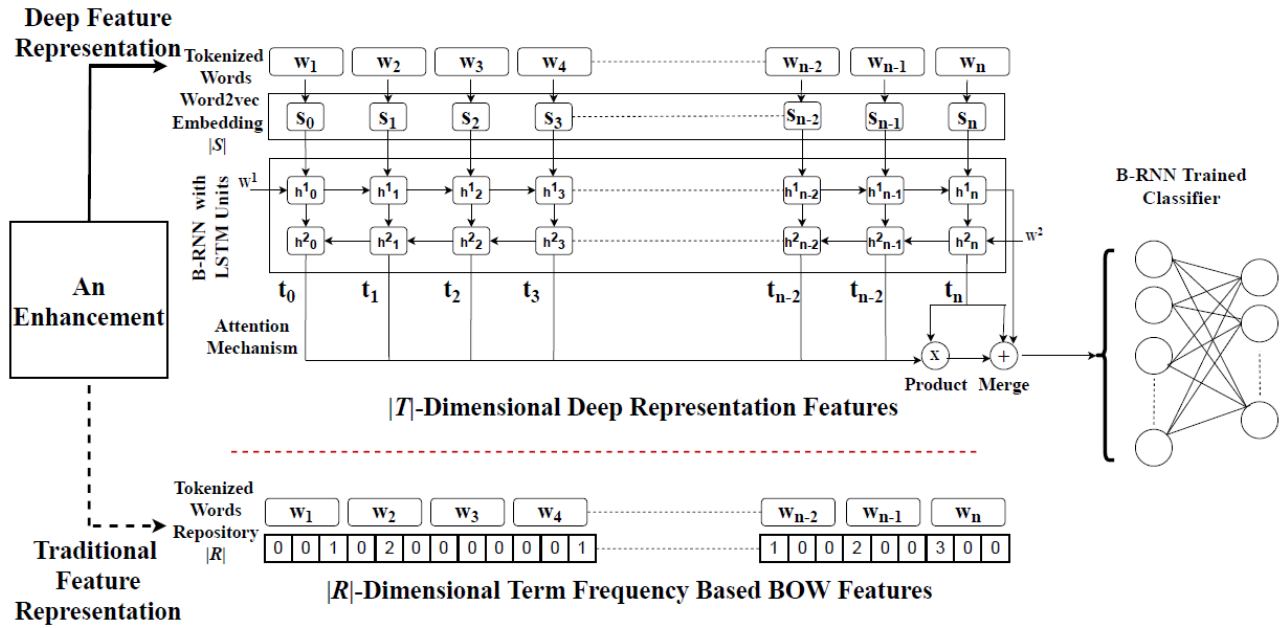 Deep Feature
Representation
Tokenized
Words
w1 w2 w3 w4 wn-2 wn-1 wn
Word2vec
Embedding
|S|
s0 s1 s2 s3 sn-2 sn-1 sn
B-RNN with
LSTM Units
W1
h10 h11 h12 h13 h1n-2 h1n-1 h1n
h20 h21 h22 h23 h2n-2 h2n-1 h2n
W2
t0 t1 t2 t3 tn-2 tn-2 tn
An
Enhancement
Attention
Mechanism
X
+
Product Merge
B-RNN Trained
Classifier
|T|-Dimensional Deep Representation Features
Tokenized
Words
Repository
|R|
w1 w2 w3 w4 wn-2 wn-1 wn
0 0 1 0 2 0 0 0 0 0 0 1 1 0 0 2 0 0 3 0 0
Traditional
Feature
Representation
|R|-Dimensional Term Frequency Based BOW Features